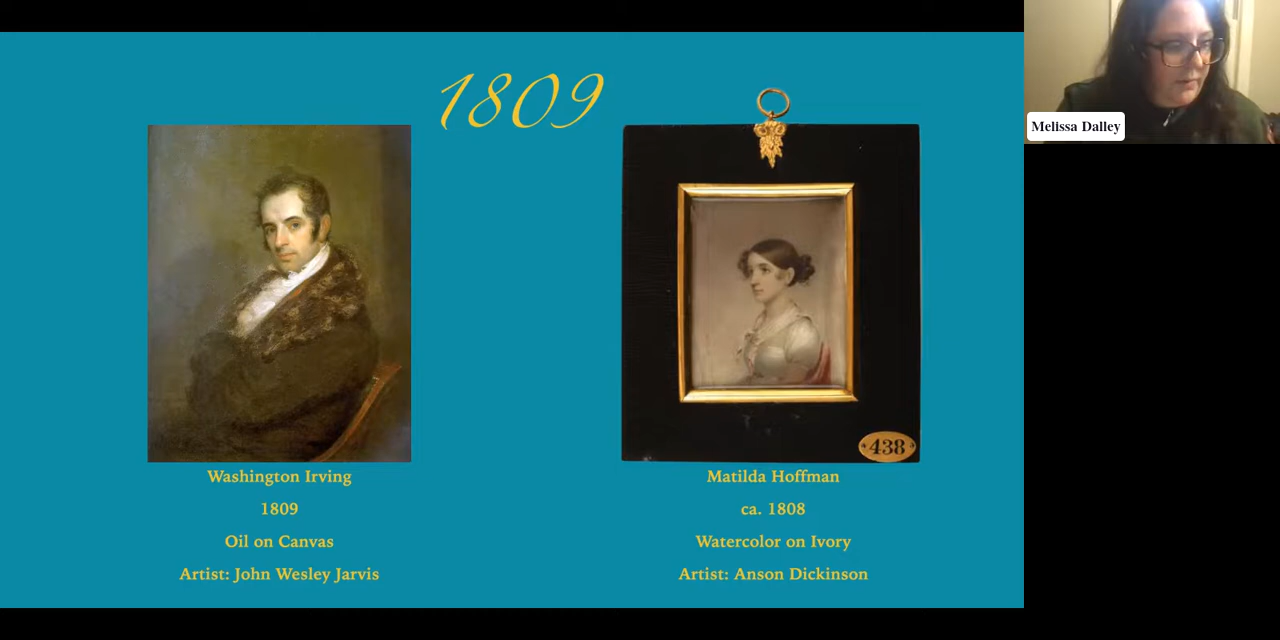 1809
Melissa Dalley
438
Washington Irving
1809
Oil on Canvas
Artist: John Wesley Jarvis
Matilda Hoffman
ca. 1808
Watercolor on Ivory
Artist: Anson Dickinson